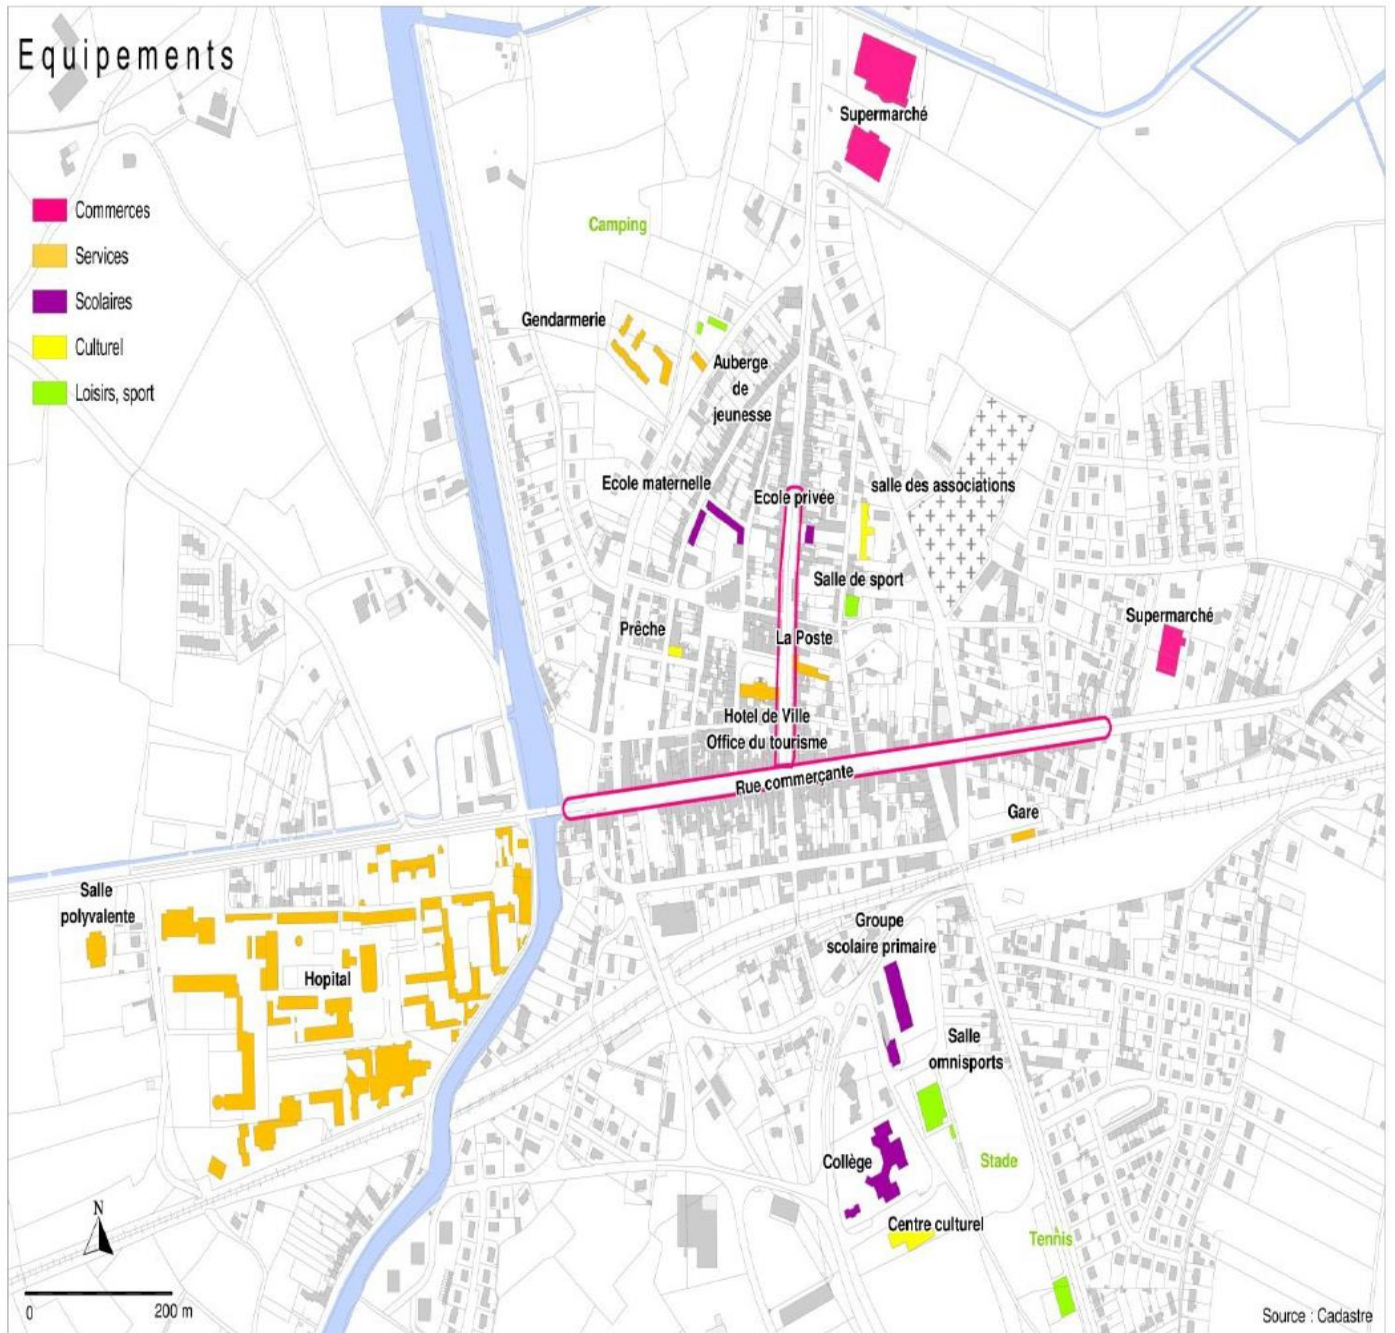 Equipements
Supermarché
Commerces
Services
Scolaires
Culturel
Loisirs, sport
Camping
Gendarmerie
Auberge
de
jeunesse
Ecole maternelle
Ecole privée
salle des associations
Salle de sport
Prêche
La Poste
Supermarché
Hotel de Ville
Office du tourisme
Rue commerçante
Gare
Salle
polyvalente
Hopital
Groupe
scolaire primaire
Salle
omnisports
Collège
Stade
Centre culturel
Tennis
N
0
200 m
Source : Cadastre